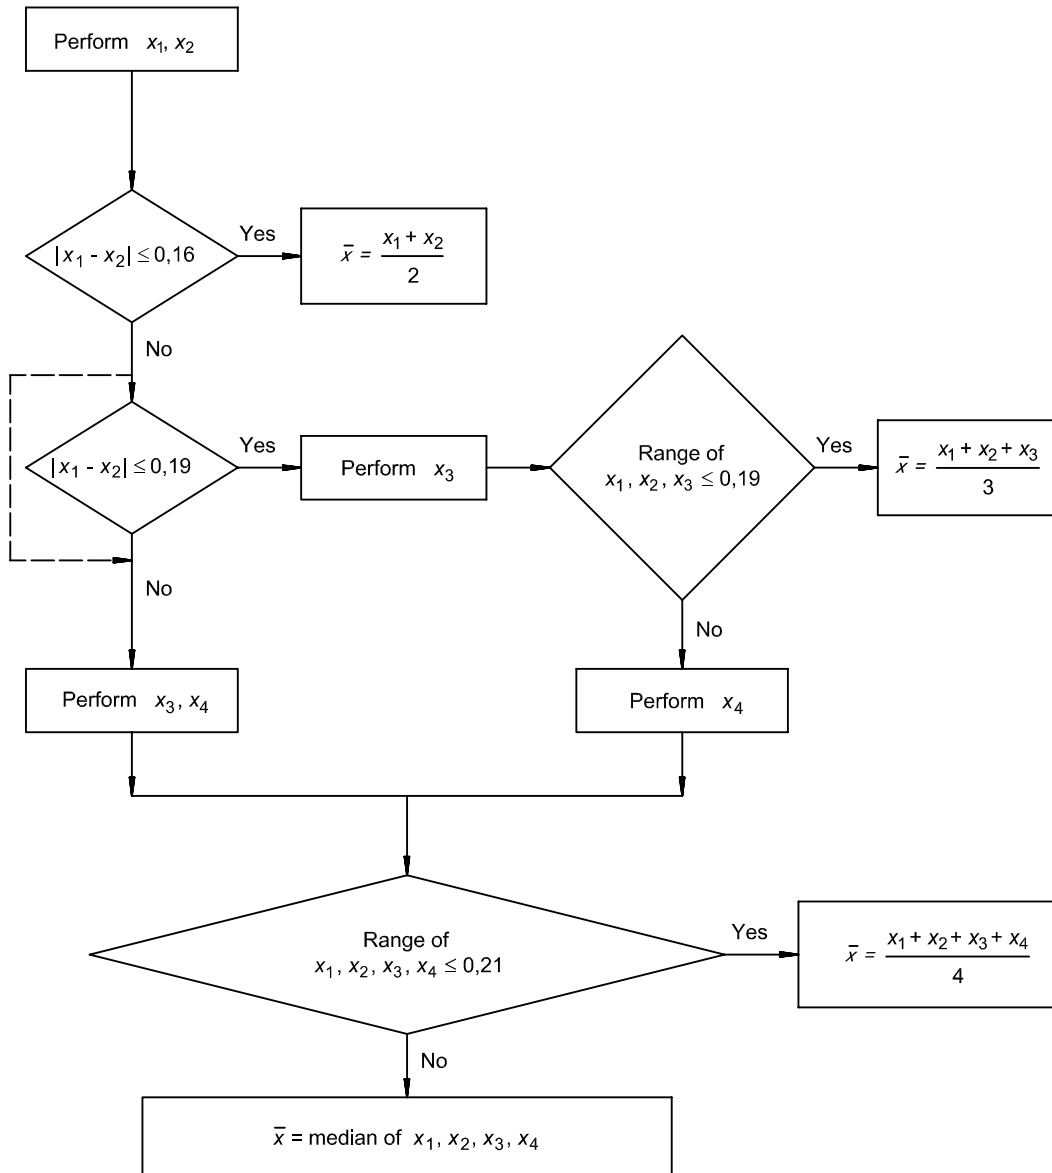 Perform x₁, x₂
|x₁ - x₂| ≤ 0,16
Yes
x̄ = (x₁ + x₂)/2
No
|x₁ - x₂| ≤ 0,19
Yes
Perform x₃
Range of
x₁, x₂, x₃ ≤ 0,19
Yes
x̄ = (x₁ + x₂ + x₃)/3
No
No
Perform x₃, x₄
Perform x₄
Range of
x₁, x₂, x₃, x₄ ≤ 0,21
Yes
x̄ = (x₁ + x₂ + x₃ + x₄)/4
No
x̄ = median of x₁, x₂, x₃, x₄